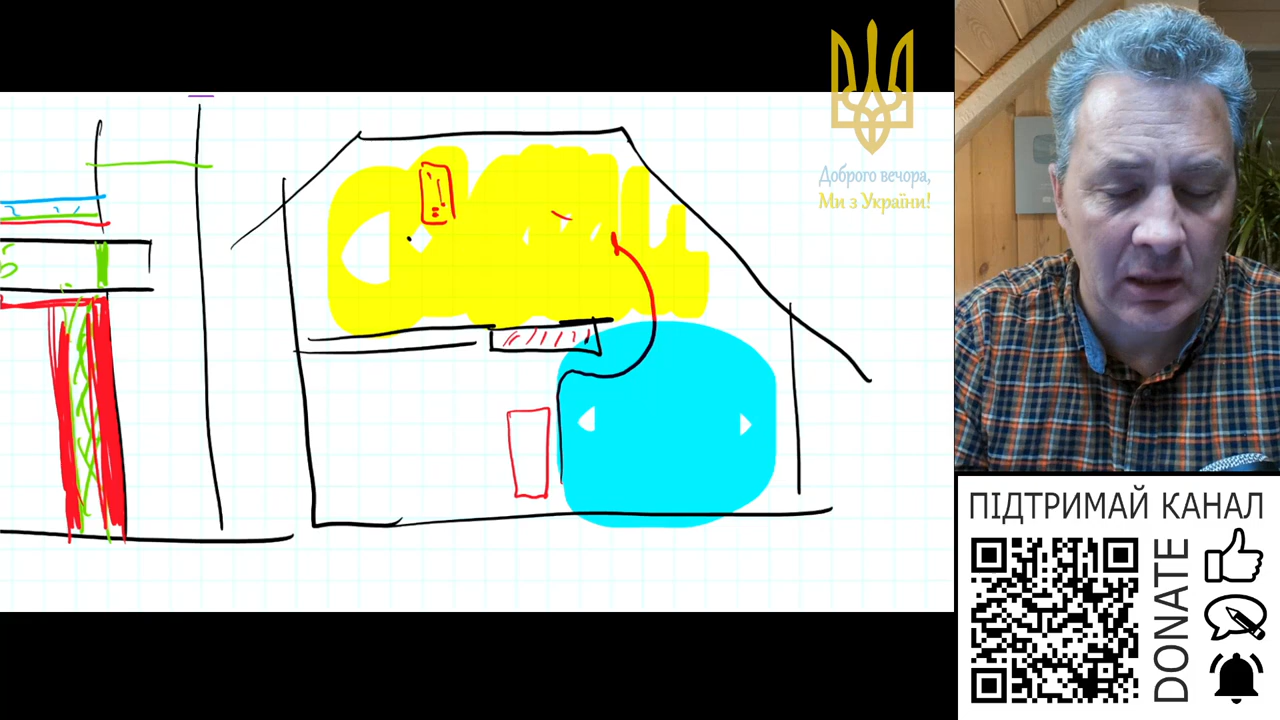 Доброго вечора,
Ми з України!
ПІДТРИМАЙ КАНАЛ
DONATE